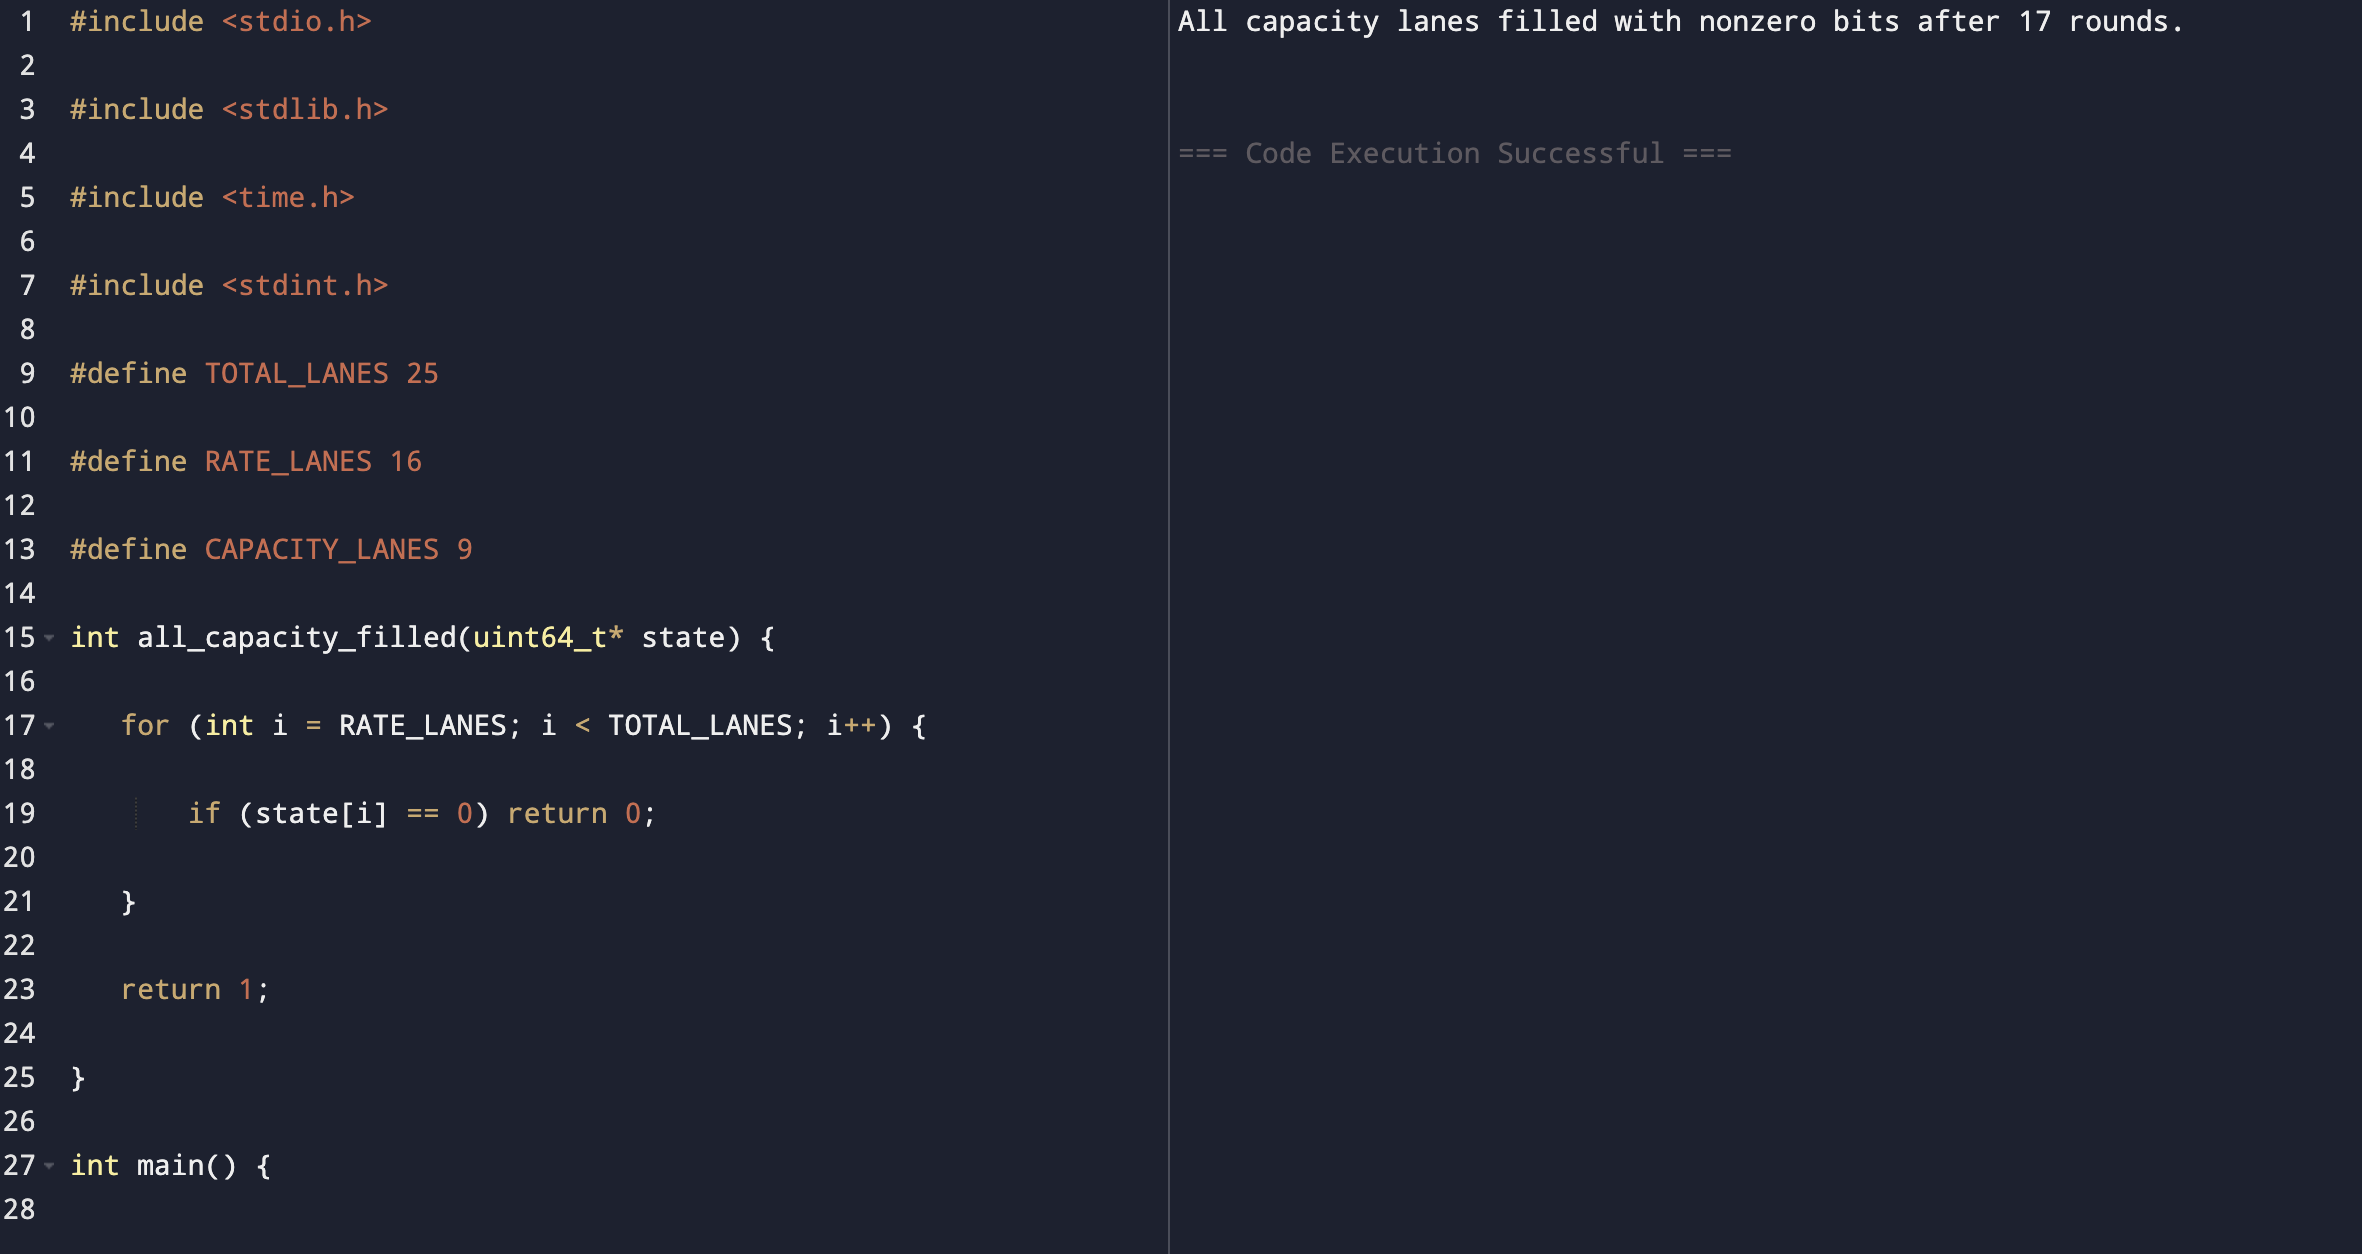 1 #include <stdio.h>
2
3 #include <stdlib.h>
4
5 #include <time.h>
6
7 #include <stdint.h>
8
9 #define TOTAL_LANES 25
10
11 #define RATE_LANES 16
12
13 #define CAPACITY_LANES 9
14
15 int all_capacity_filled(uint64_t* state) {
16
17    for (int i = RATE_LANES; i < TOTAL_LANES; i++) {
18
19        if (state[i] == 0) return 0;
20
21    }
22
23    return 1;
24
25 }
26
27 int main() {
28
All capacity lanes filled with nonzero bits after 17 rounds.
=== Code Execution Successful ===